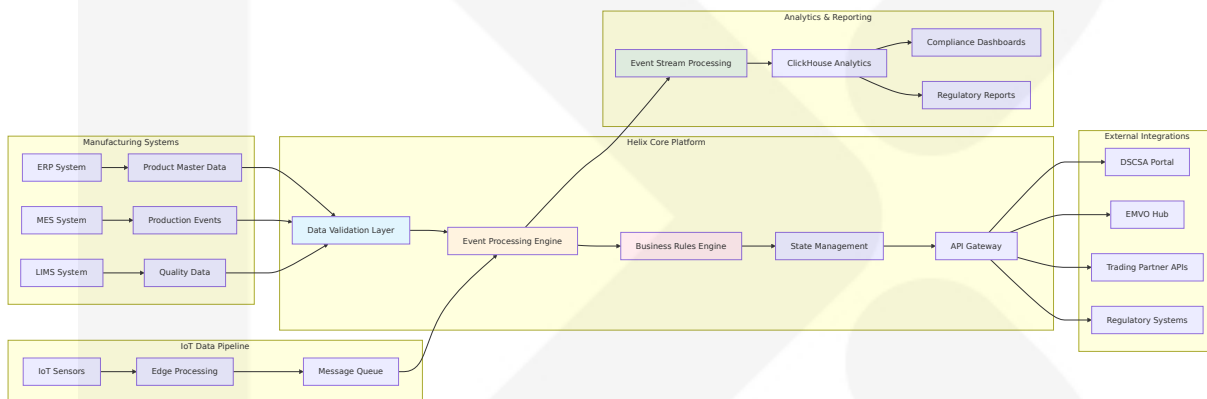 Analytics & Reporting
Event Stream Processing
ClickHouse Analytics
Compliance Dashboards
Regulatory Reports
Manufacturing Systems
ERP System
Product Master Data
MES System
Production Events
LIMS System
Quality Data
Helix Core Platform
Data Validation Layer
Event Processing Engine
Business Rules Engine
State Management
API Gateway
External Integrations
DSCSA Portal
EMVO Hub
Trading Partner APIs
Regulatory Systems
IoT Data Pipeline
IoT Sensors
Edge Processing
Message Queue